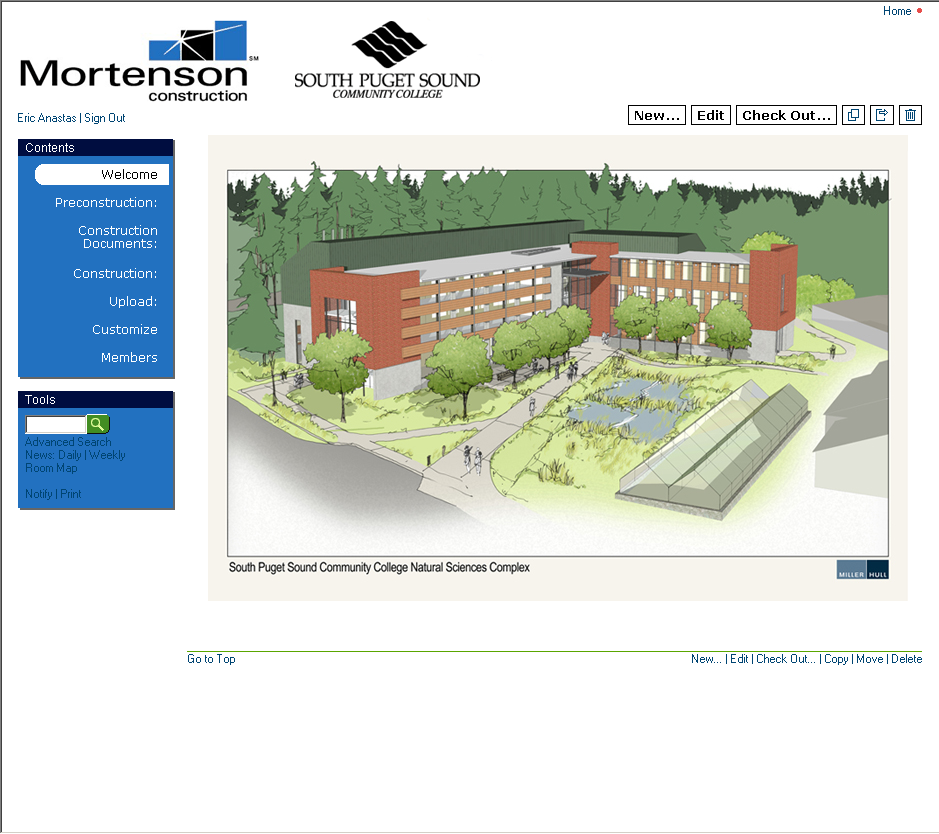 Home
Mortenson SM
construction
SOUTH PUGET SOUND
COMMUNITY COLLEGE
Eric Anastas | Sign Out
New... Edit Check Out...
Contents
Welcome
Preconstruction:
Construction
Documents:
Construction:
Upload:
Customize
Members
Tools
Advanced Search
News: Daily | Weekly
Room Map
Notify | Print
South Puget Sound Community College Natural Sciences Complex
MILLER HULL
Go to Top
New... | Edit | Check Out... | Copy | Move | Delete